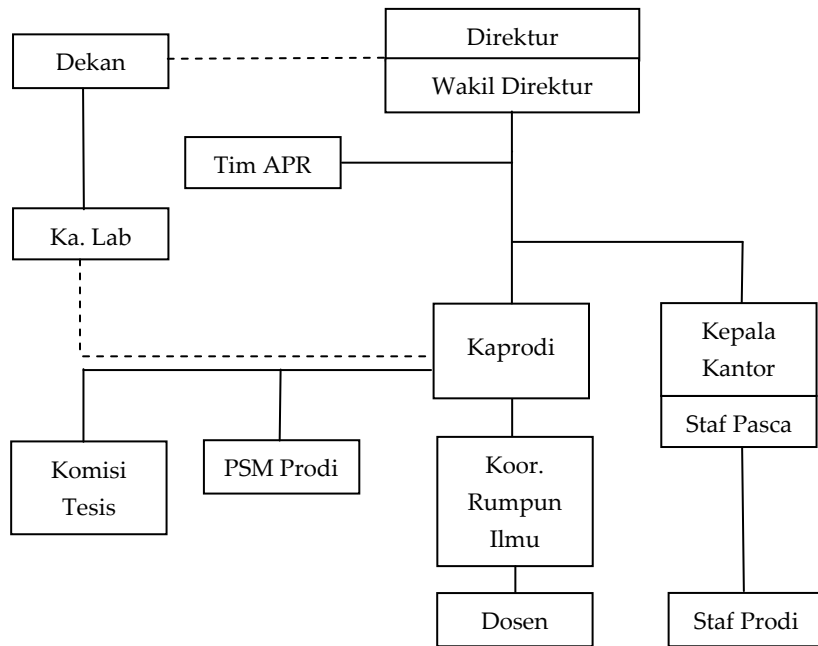 Direktur
Dekan
Wakil Direktur
Tim APR
Ka. Lab
Kaprodi
Kepala
Kantor
Staf Pasca
Komisi
Tesis
PSM Prodi
Koor.
Rumpun
Ilmu
Dosen
Staf Prodi